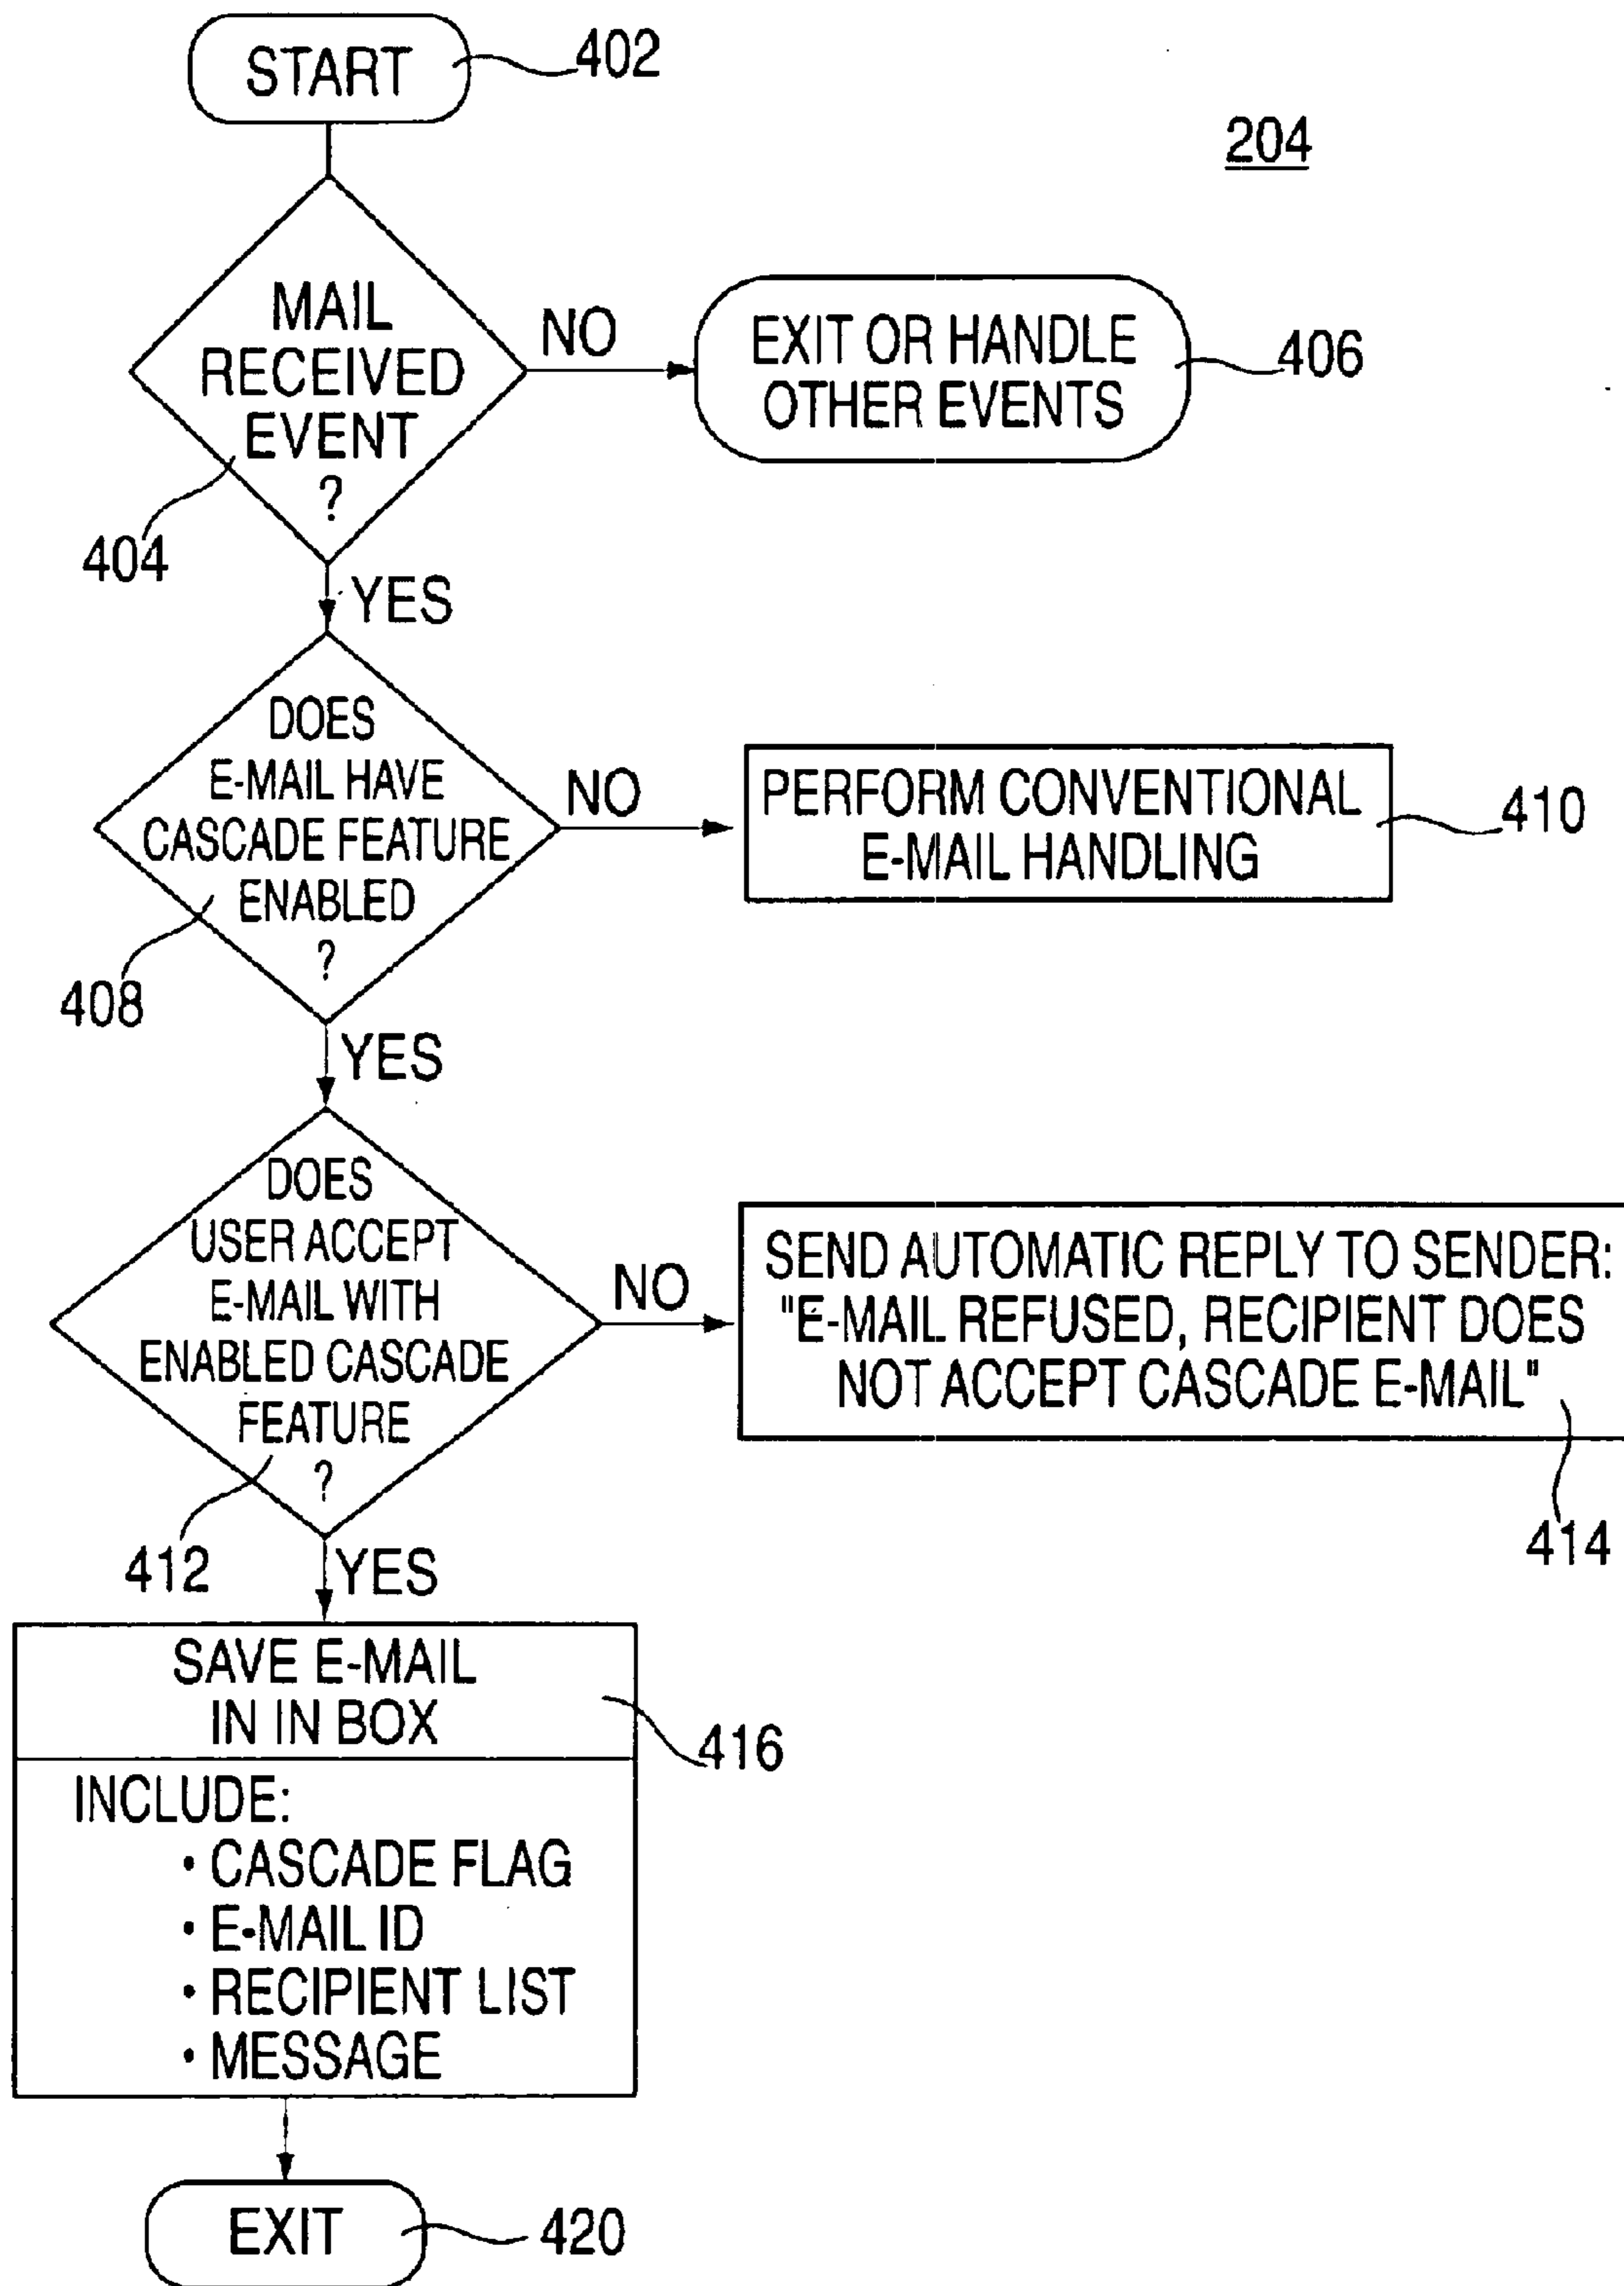 START
402
204
MAIL
RECEIVED
EVENT
?
404
NO
EXIT OR HANDLE
OTHER EVENTS
406
YES
DOES
E-MAIL HAVE
CASCADE FEATURE
ENABLED
?
408
NO
PERFORM CONVENTIONAL
E-MAIL HANDLING
410
YES
DOES
USER ACCEPT
E-MAIL WITH
ENABLED CASCADE
FEATURE
?
412
NO
SEND AUTOMATIC REPLY TO SENDER:
"E-MAIL REFUSED, RECIPIENT DOES
NOT ACCEPT CASCADE E-MAIL"
414
YES
SAVE E-MAIL
IN IN BOX
416
INCLUDE:
• CASCADE FLAG
• E-MAIL ID
• RECIPIENT LIST
• MESSAGE
EXIT
420